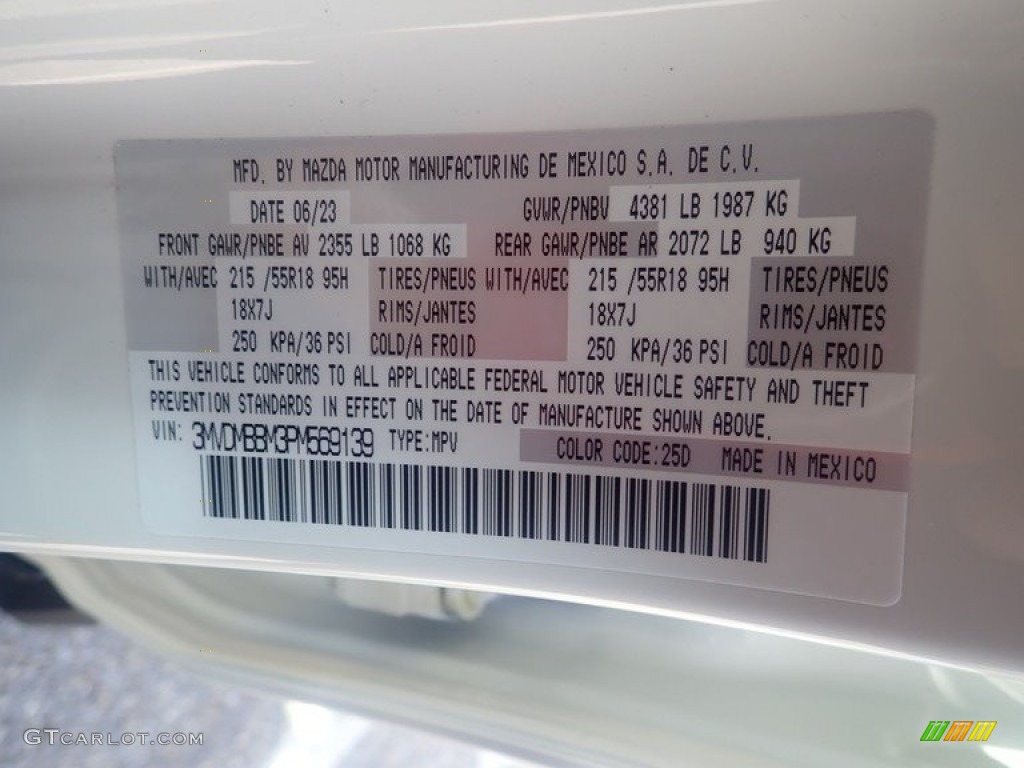 MFD. BY MAZDA MOTOR MANUFACTURING DE MEXICO S.A. DE C.V.
DATE 06/23 GVWR/PNBV 4381 LB 1987 KG
FRONT GAWR/PNBE AV 2355 LB 1068 KG REAR GAWR/PNBE AR 2072 LB 940 KG
WITH/AVEC 215 /55R18 95H TIRES/PNEUS WITH/AVEC 215 /55R18 95H TIRES/PNEUS
18X7J RIMS/JANTES 18X7J RIMS/JANTES
250 KPA/36 PSI COLD/A FROID 250 KPA/36 PSI COLD/A FROID
THIS VEHICLE CONFORMS TO ALL APPLICABLE FEDERAL MOTOR VEHICLE SAFETY AND THEFT
PREVENTION STANDARDS IN EFFECT ON THE DATE OF MANUFACTURE SHOWN ABOVE.
VIN: 3MVDMBBM3PM569139 TYPE:MPV COLOR CODE:25D MADE IN MEXICO
GTCARLOT.COM